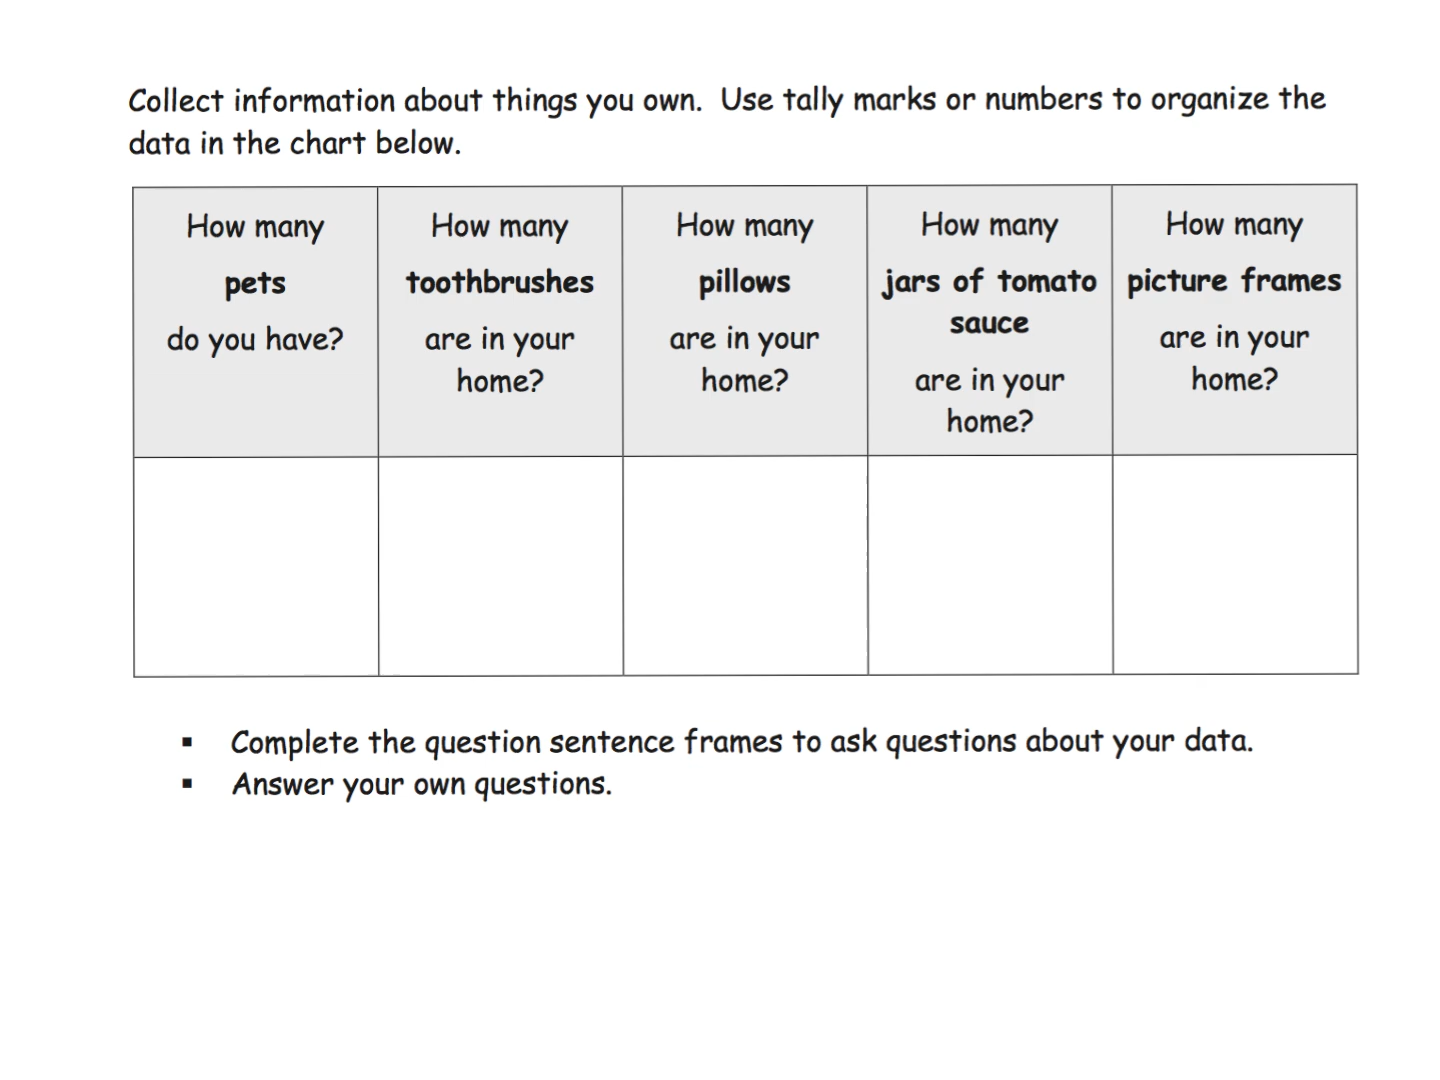 Collect information about things you own. Use tally marks or numbers to organize the
data in the chart below.
How many
pets
do you have?
How many
toothbrushes
are in your
home?
How many
pillows
are in your
home?
How many
jars of tomato
sauce
are in your
home?
How many
picture frames
are in your
home?
▪ Complete the question sentence frames to ask questions about your data.
▪ Answer your own questions.